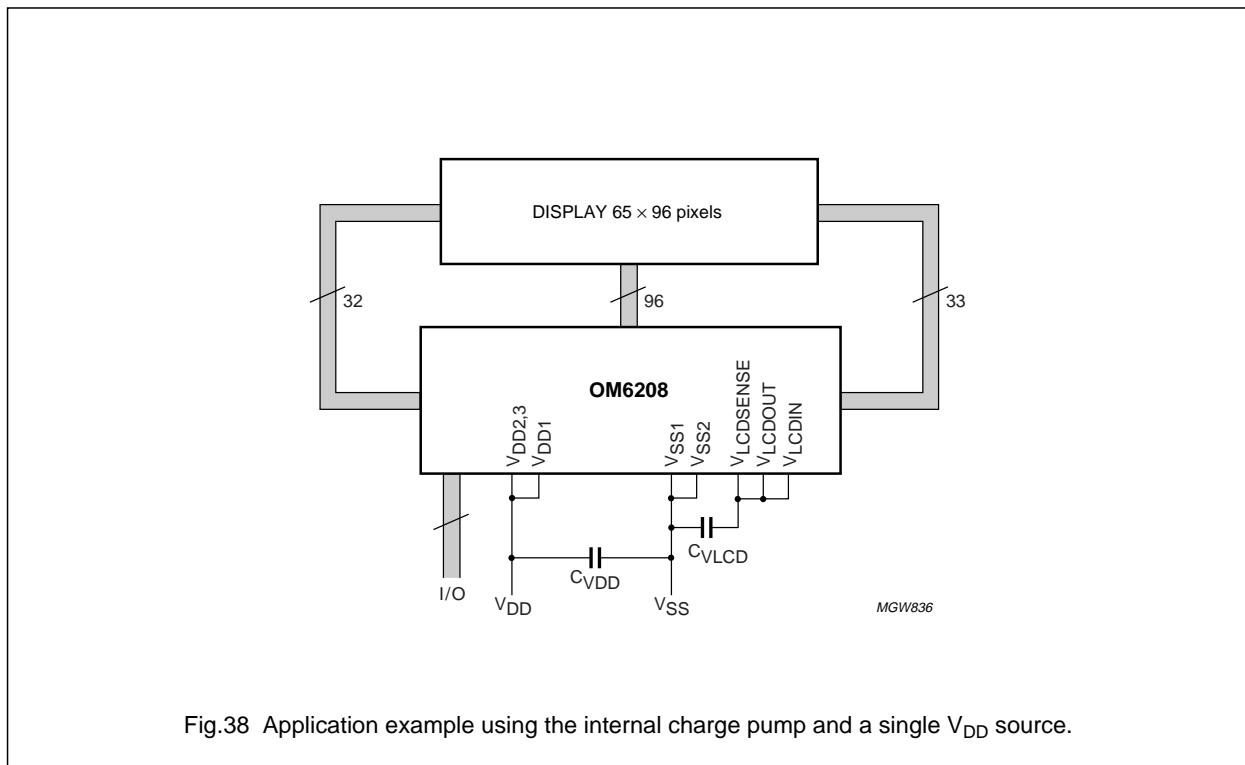 DISPLAY 65 × 96 pixels
32
96
33
OM6208
VDD2,3
VDD1
VSS1
VSS2
VLCDSENSE
VLCDOUT
VLCDIN
CVLCD
CVDD
I/O
VDD
VSS
MGW836
Fig.38 Application example using the internal charge pump and a single VDD source.